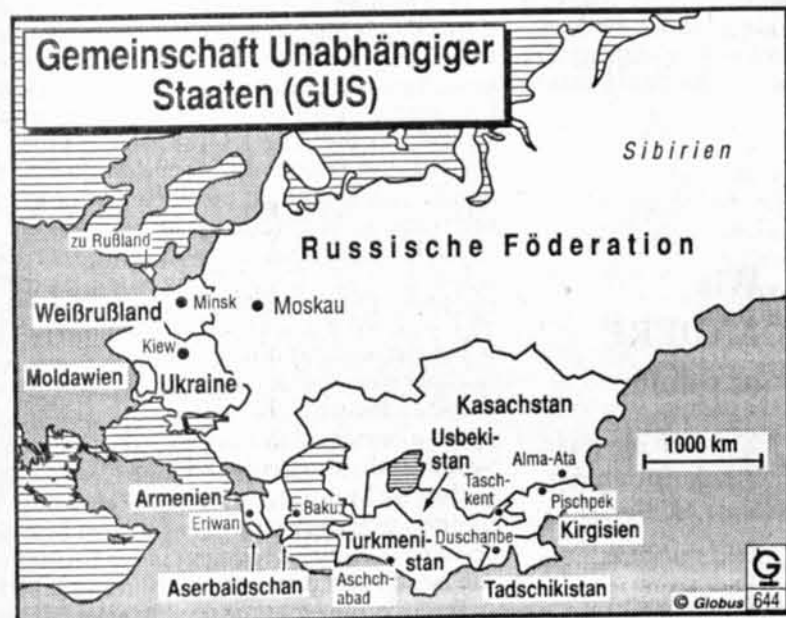 Gemeinschaft Unabhängiger
Staaten (GUS)
Sibirien
zu Rußland
Russische Föderation
Weißrußland
Minsk
Moskau
Kiew
Moldawien
Ukraine
Kasachstan
Usbeki-
stan
1000 km
Alma-Ata
Tasch-
kent
Armenien
Eriwan
Baku
Pischpek
Turkmeni-
stan
Duschanbe
Kirgisien
Aserbaidschan
Aschch-
abad
Tadschikistan
G
© Globus 644